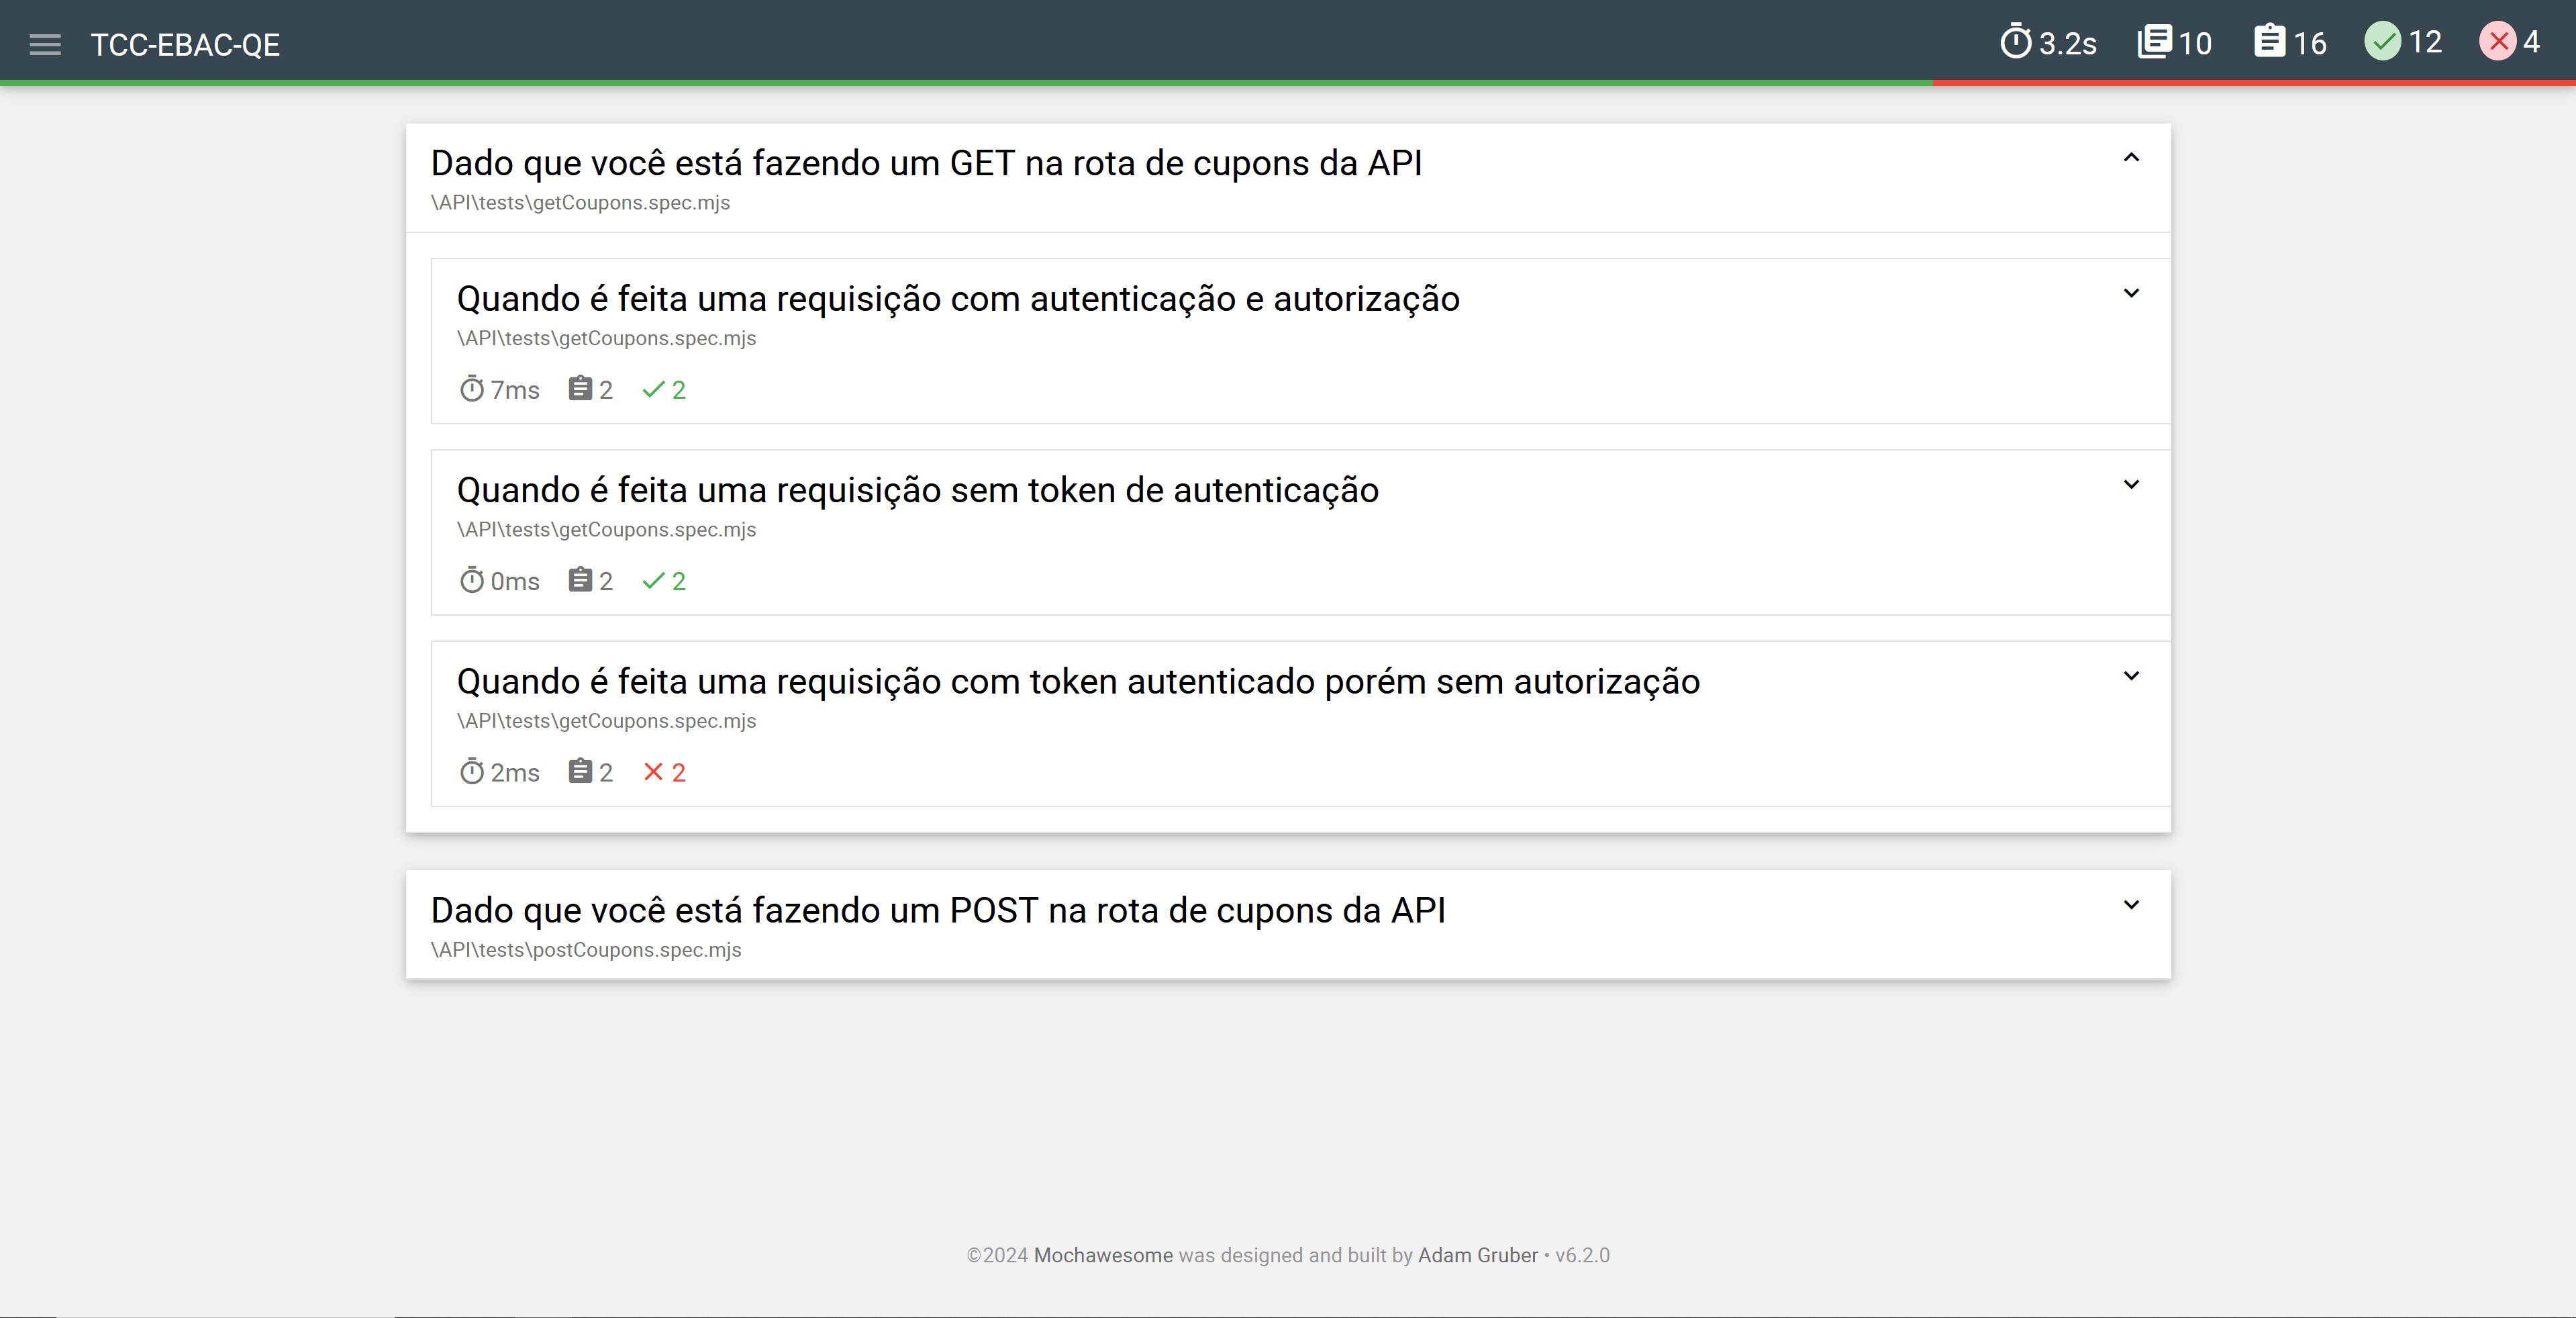 TCC-EBAC-QE
3.2s 10 16 12 4
Dado que você está fazendo um GET na rota de cupons da API
\API\tests\getCoupons.spec.mjs
Quando é feita uma requisição com autenticação e autorização
\API\tests\getCoupons.spec.mjs
7ms 2 2
Quando é feita uma requisição sem token de autenticação
\API\tests\getCoupons.spec.mjs
0ms 2 2
Quando é feita uma requisição com token autenticado porém sem autorização
\API\tests\getCoupons.spec.mjs
2ms 2 2
Dado que você está fazendo um POST na rota de cupons da API
\API\tests\postCoupons.spec.mjs
©2024 Mochawesome was designed and built by Adam Gruber • v6.2.0